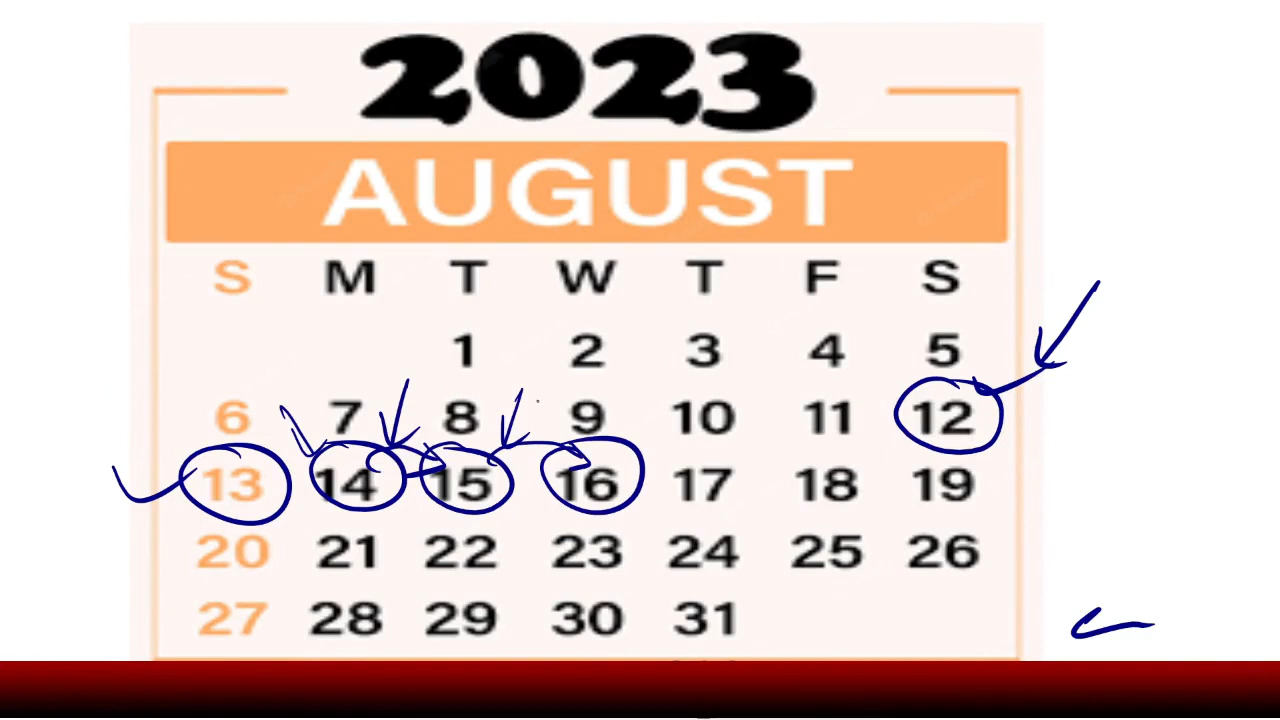 2023
AUGUST
S M T W T F S
1 2 3 4 5
6 7 8 9 10 11 12
13 14 15 16 17 18 19
20 21 22 23 24 25 26
27 28 29 30 31